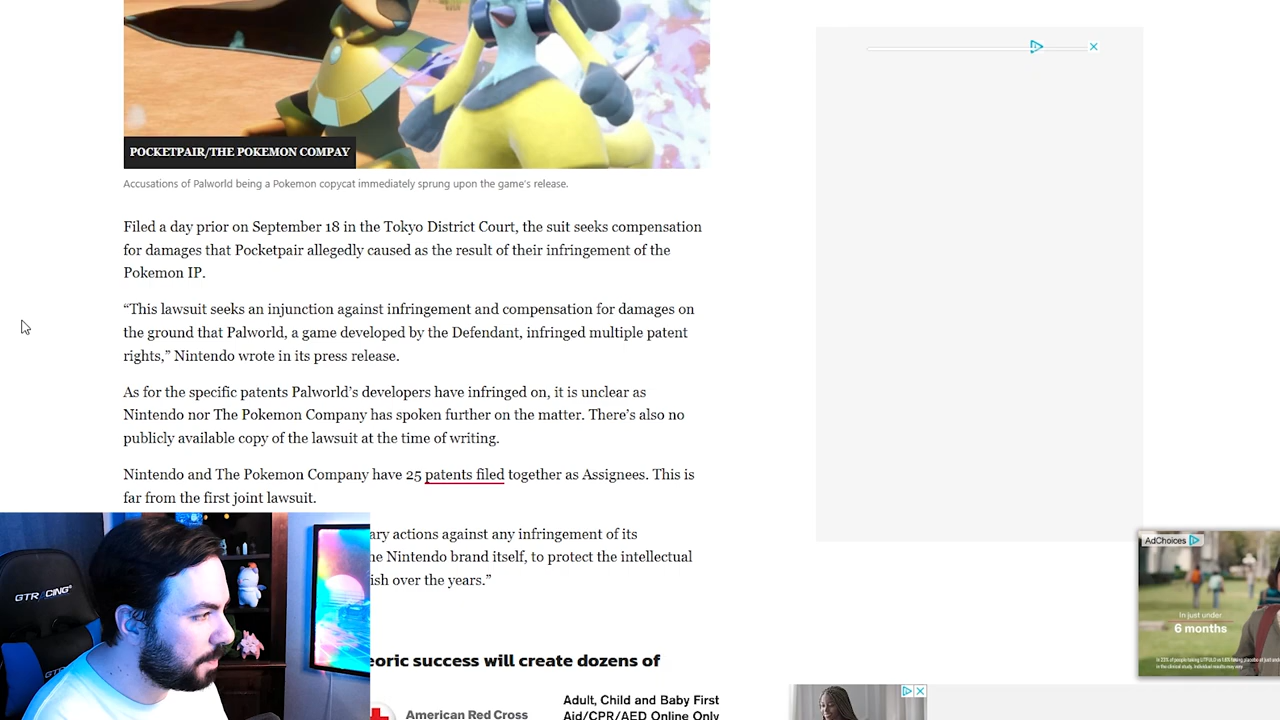 POCKETPAIR/THE POKEMON COMPAY
Accusations of Palworld being a Pokemon copycat immediately sprung upon the game's release.
Filed a day prior on September 18 in the Tokyo District Court, the suit seeks compensation
for damages that Pocketpair allegedly caused as the result of their infringement of the
Pokemon IP.
“This lawsuit seeks an injunction against infringement and compensation for damages on
the ground that Palworld, a game developed by the Defendant, infringed multiple patent
rights,” Nintendo wrote in its press release.
As for the specific patents Palworld’s developers have infringed on, it is unclear as
Nintendo nor The Pokemon Company has spoken further on the matter. There’s also no
publicly available copy of the lawsuit at the time of writing.
Nintendo and The Pokemon Company have 25 patents filed together as Assignees. This is
far from the first joint lawsuit.
ary actions against any infringement of its
ne Nintendo brand itself, to protect the intellectual
ish over the years.”
eoric success will create dozens of
American Red Cross
Adult, Child and Baby First
Aid/CPR/AED Online Only
AdChoices
In just under
6 months
GTRACING